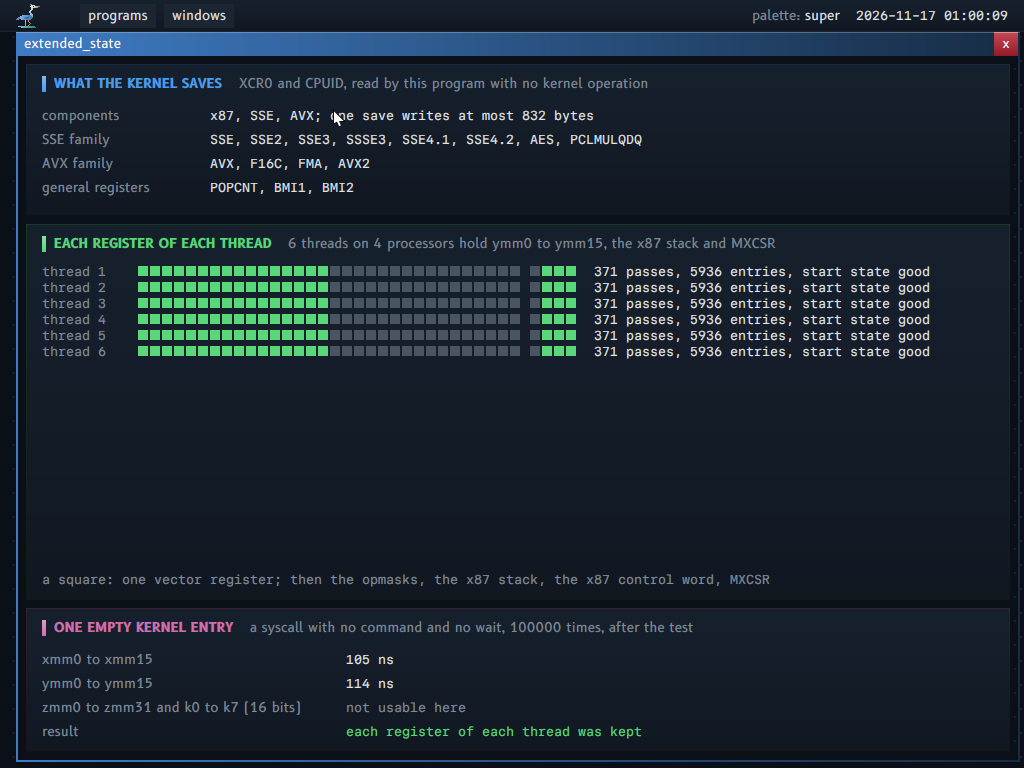 programs windows palette: super 2026-11-17 01:00:09
extended_state x
WHAT THE KERNEL SAVES XCR0 and CPUID, read by this program with no kernel operation
components x87, SSE, AVX; one save writes at most 832 bytes
SSE family SSE, SSE2, SSE3, SSSE3, SSE4.1, SSE4.2, AES, PCLMULQDQ
AVX family AVX, F16C, FMA, AVX2
general registers POPCNT, BMI1, BMI2
EACH REGISTER OF EACH THREAD 6 threads on 4 processors hold ymm0 to ymm15, the x87 stack and MXCSR
thread 1 371 passes, 5936 entries, start state good
thread 2 371 passes, 5936 entries, start state good
thread 3 371 passes, 5936 entries, start state good
thread 4 371 passes, 5936 entries, start state good
thread 5 371 passes, 5936 entries, start state good
thread 6 371 passes, 5936 entries, start state good
a square: one vector register; then the opmasks, the x87 stack, the x87 control word, MXCSR
ONE EMPTY KERNEL ENTRY a syscall with no command and no wait, 100000 times, after the test
xmm0 to xmm15 105 ns
ymm0 to ymm15 114 ns
zmm0 to zmm31 and k0 to k7 (16 bits) not usable here
result each register of each thread was kept